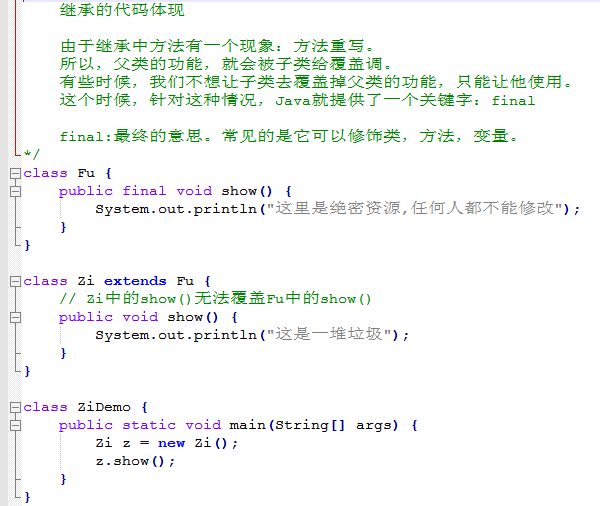 继承的代码体现
由于继承中方法有一个现象：方法重写。
所以，父类的功能，就会被子类给覆盖调。
有些时候，我们不想让子类去覆盖掉父类的功能，只能让他使用。
这个时候，针对这种情况，Java就提供了一个关键字：final
final:最终的意思。常见的是它可以修饰类，方法，变量。
*/
class Fu {
    public final void show() {
        System.out.println("这里是绝密资源,任何人都不能修改");
    }
}
class Zi extends Fu {
    // Zi中的show()无法覆盖Fu中的show()
    public void show() {
        System.out.println("这是一堆垃圾");
    }
}
class ZiDemo {
    public static void main(String[] args) {
        Zi z = new Zi();
        z.show();
    }
}